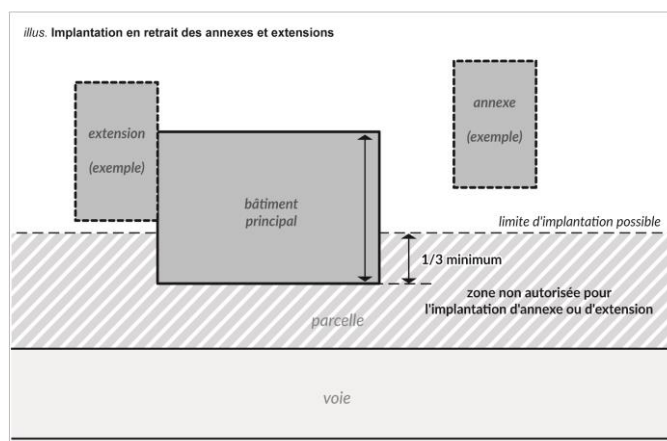 illus. Implantation en retrait des annexes et extensions
extension
(exemple)
annexe
(exemple)
bâtiment
principal
limite d'implantation possible
1/3 minimum
zone non autorisée pour
l'implantation d'annexe ou d'extension
parcelle
voie